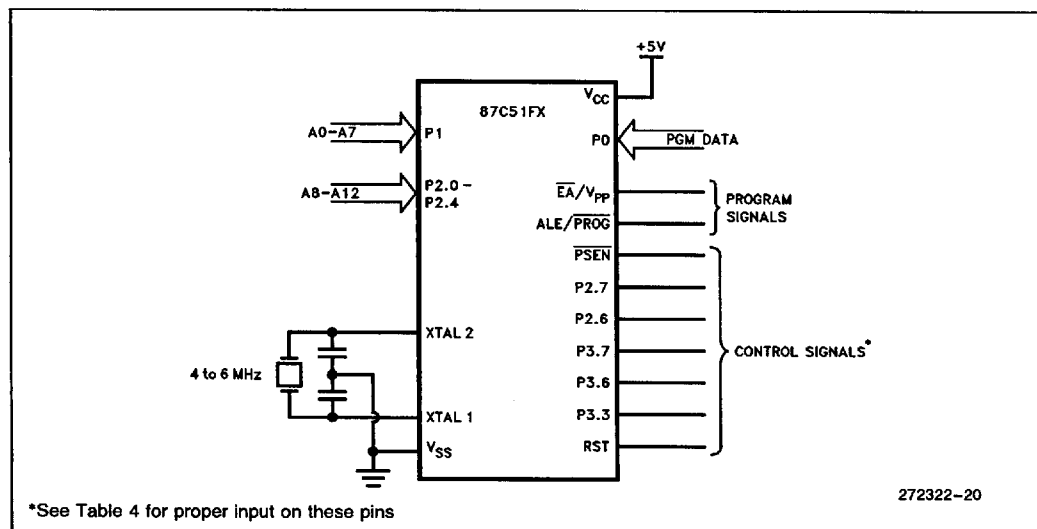 +5V
87C51FX
VCC
A0–A7
P1
P0
PGM DATA
A8–A12
P2.0 –
P2.4
EA/VPP
ALE/PROG
PROGRAM
SIGNALS
PSEN
P2.7
P2.6
P3.7
P3.6
P3.3
RST
CONTROL SIGNALS*
XTAL 2
4 to 6 MHz
XTAL 1
VSS
272322–20
*See Table 4 for proper input on these pins